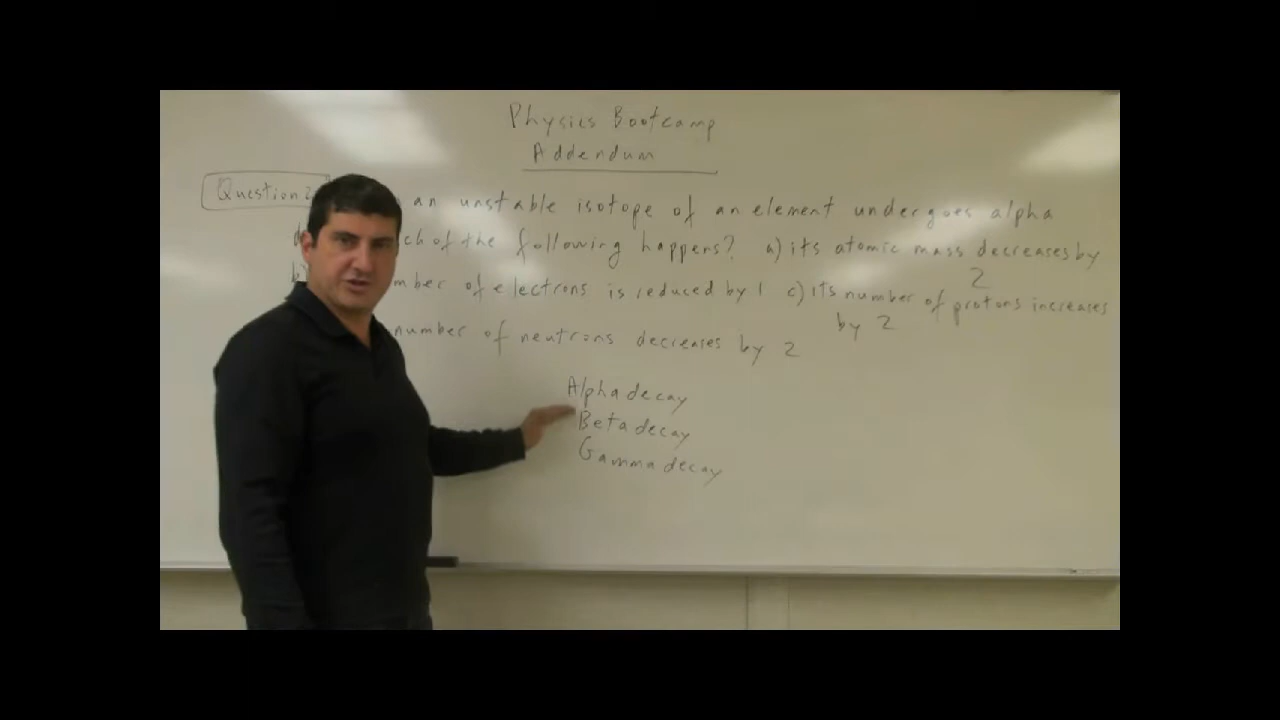 Physics Bootcamp
Addendum
Question 2
an unstable isotope of an element undergoes alpha
of the following happens? a) its atomic mass decreases by
2
of electrons is reduced by 1 c) its number of protons increases
by 2
number of neutrons decreases by 2
Alpha decay
Beta decay
Gamma decay